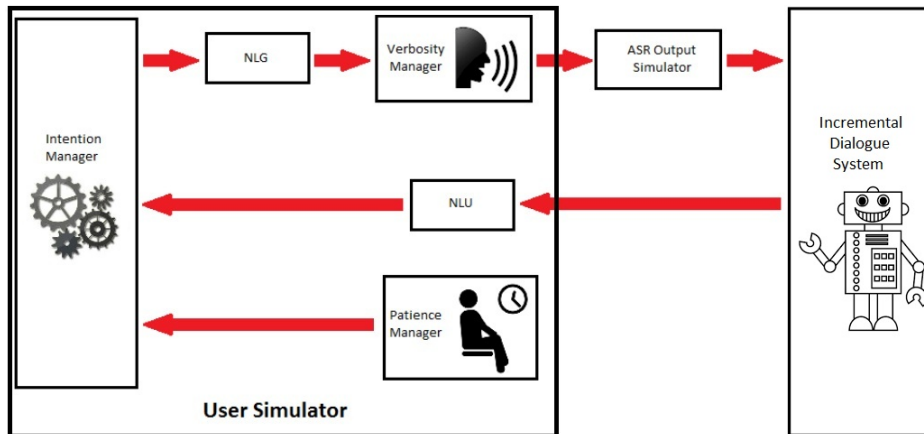 Intention
Manager
NLG
Verbosity
Manager
ASR Output
Simulator
Incremental
Dialogue
System
NLU
Patience
Manager
User Simulator